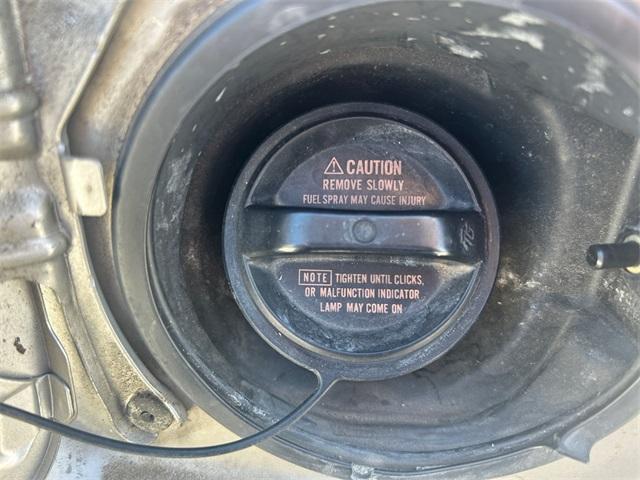 CAUTION
REMOVE SLOWLY
FUEL SPRAY MAY CAUSE INJURY
NOTE TIGHTEN UNTIL CLICKS,
OR MALFUNCTION INDICATOR
LAMP MAY COME ON